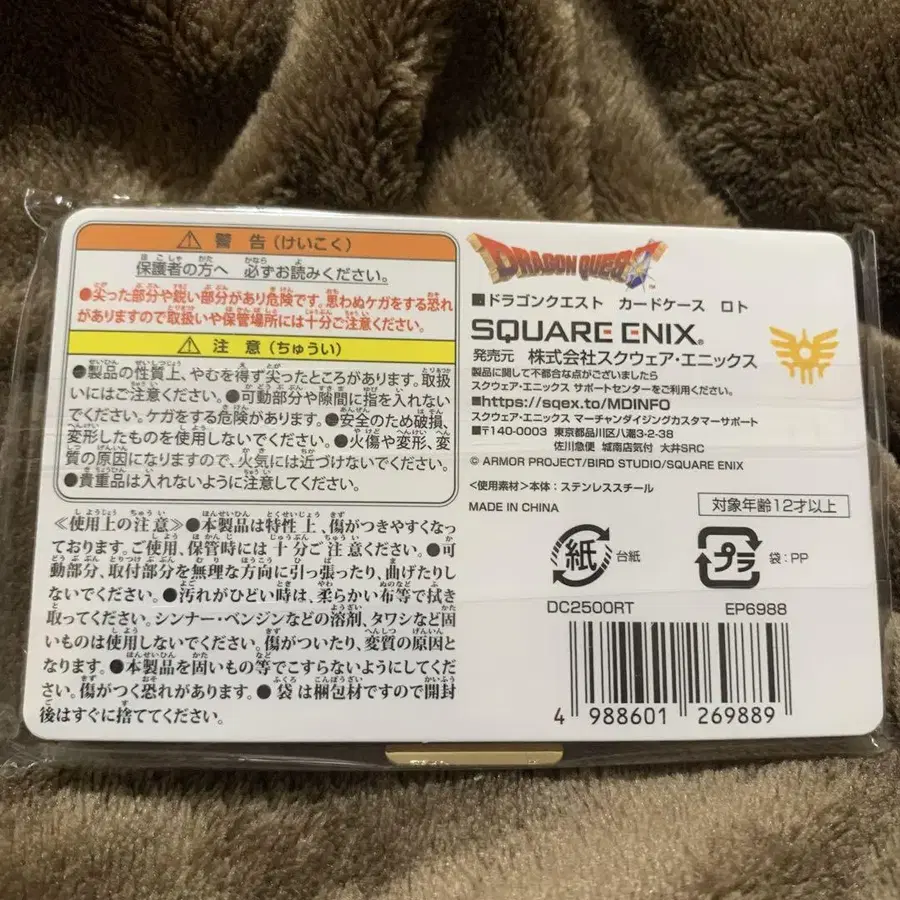 警告(けいこく)
保護者の方へ 必ずお読みください。
●尖った部分や鋭い部分があり危険です。思わぬケガをする恐れ
がありますので取扱いや保管場所には十分ご注意ください。
注意(ちゅうい)
●製品の性質上、やむを得ず尖ったところがあります。取扱
いにはご注意ください。●可動部分や隙間に指を入れない
でください。ケガをする危険があります。●安全のため破損、
変形したものを使用しないでください。●火傷や変形、変
質の原因になりますので、火気には近づけないでください。
●貴重品は入れないように注意してください。
≪使用上の注意≫●本製品は特性上、傷がつきやすくなっ
ております。ご使用、保管時には十分ご注意ください。●可
動部分、取付部分を無理な方向に引っ張ったり、曲げたりし
ないでください。●汚れがひどい時は、柔らかい布等で拭き
取ってください。シンナー・ベンジンなどの溶剤、タワシなど固
いものは使用しないでください。傷がついたり、変質の原因と
なります。●本製品を固いもの等でこすらないようにしてくだ
さい。傷がつく恐れがあります。●袋は梱包材ですので開封
後はすぐに捨ててください。
DRAGON QUEST™
■ドラゴンクエスト カードケース ロト
SQUARE ENIX®
発売元 株式会社スクウェア・エニックス
製品に関して不都合な点がございましたら
スクウェア・エニックス サポートセンターをご利用ください。
■https://sqex.to/MDINFO
スクウェア・エニックス マーチャンダイジングカスタマーサポート
■〒140-0003 東京都品川区八潮3-2-38
佐川急便 城南店気付 大井SRC
© ARMOR PROJECT/BIRD STUDIO/SQUARE ENIX
<使用素材>本体:ステンレススチール
MADE IN CHINA
対象年齢12才以上
紙 台紙
プラ 袋:PP
DC2500RT EP6988
4 988601 269889